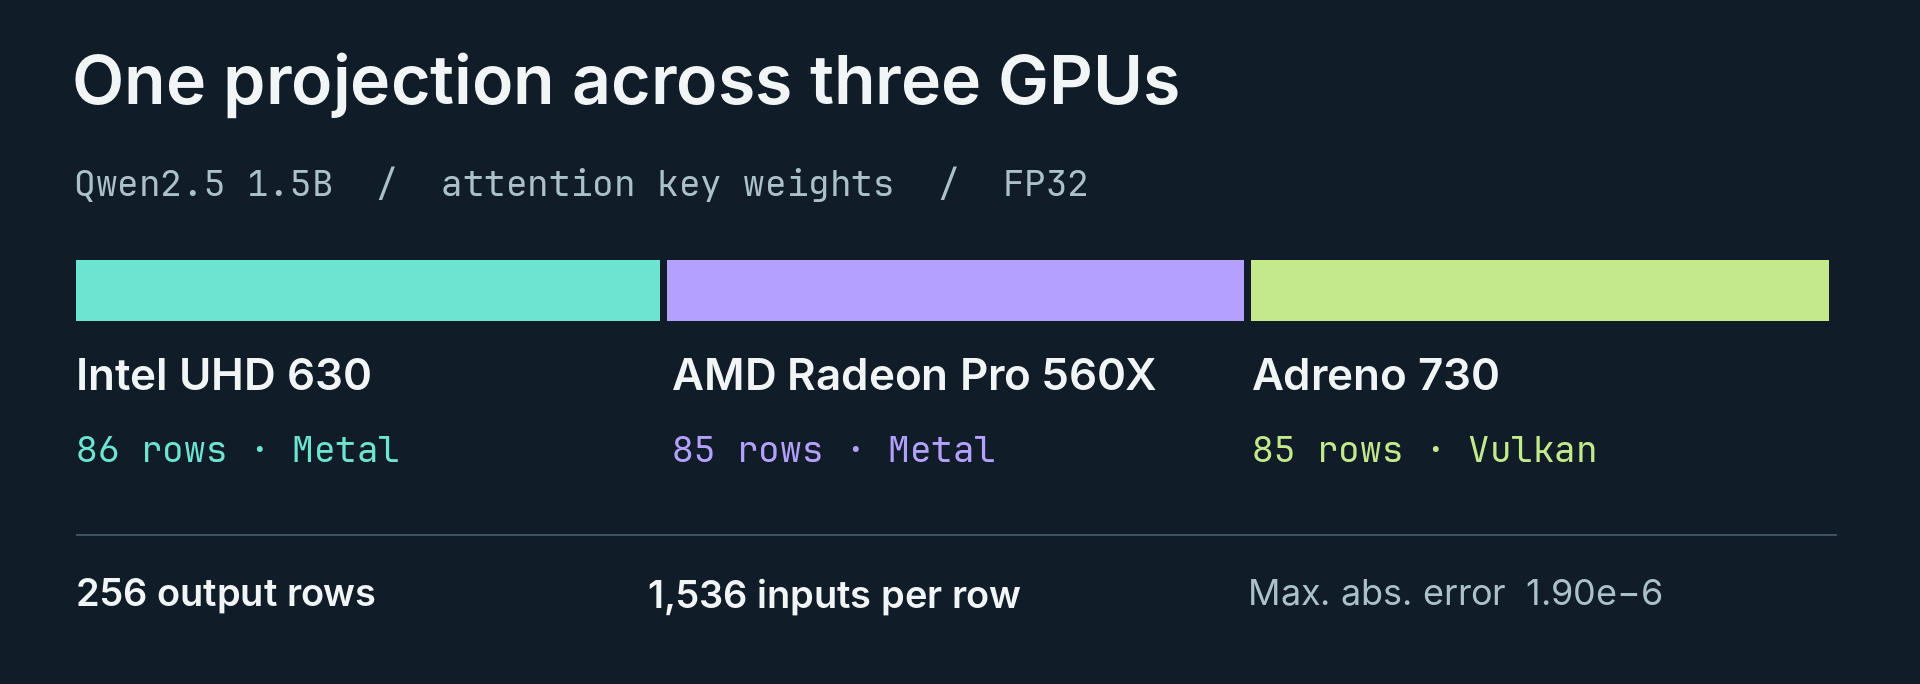 One projection across three GPUs
Qwen2.5 1.5B / attention key weights / FP32
Intel UHD 630
86 rows · Metal
AMD Radeon Pro 560X
85 rows · Metal
Adreno 730
85 rows · Vulkan
256 output rows
1,536 inputs per row
Max. abs. error 1.90e−6